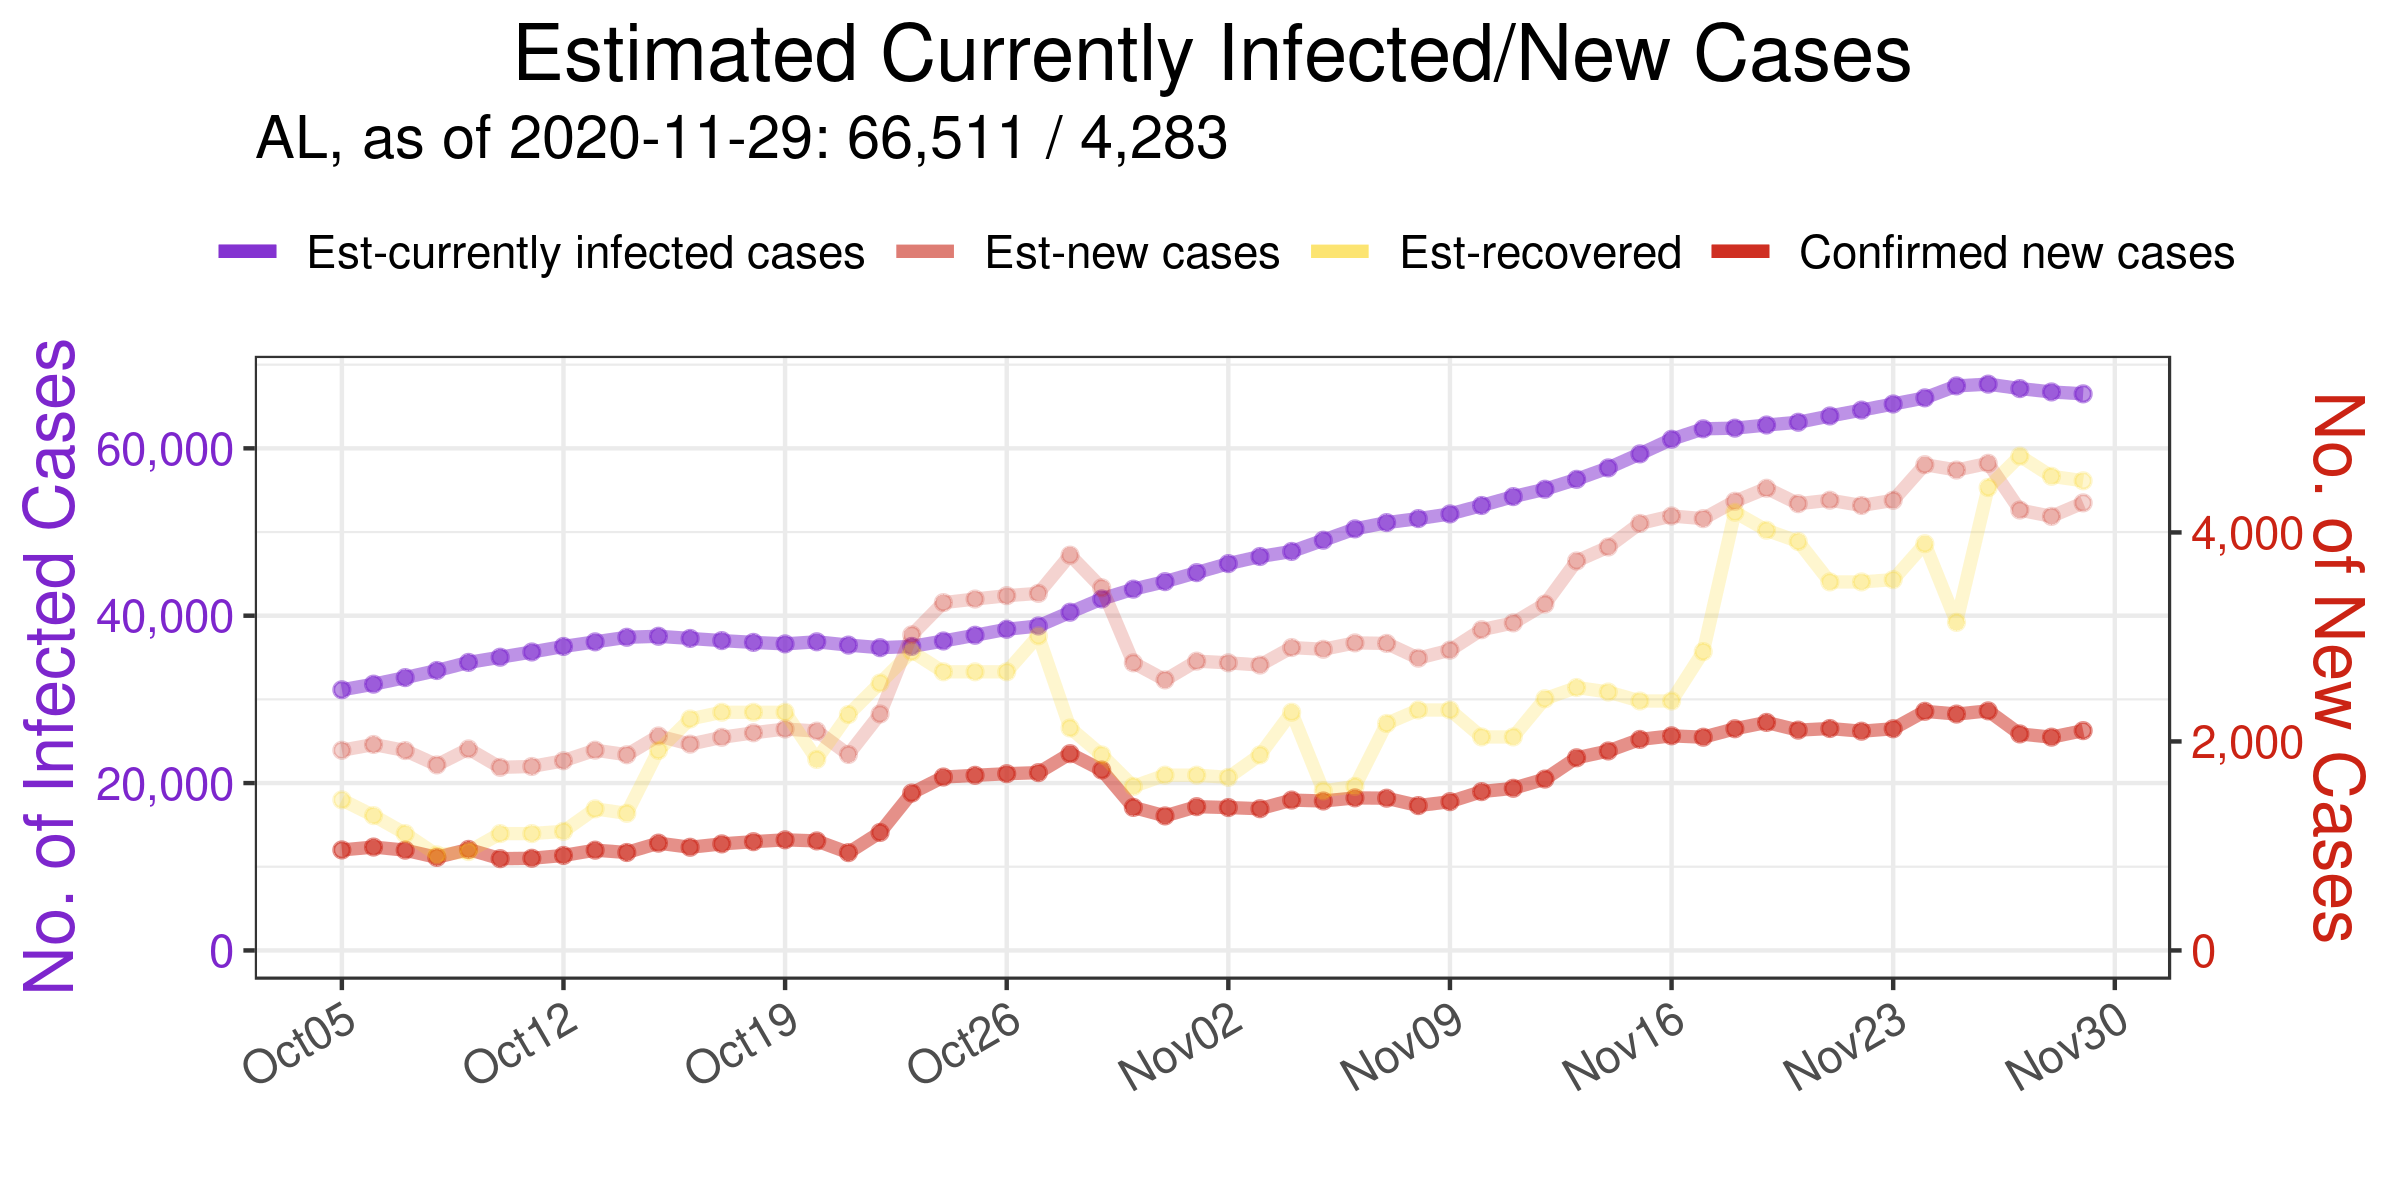 Estimated Currently Infected/New Cases
AL, as of 2020-11-29: 66,511 / 4,283
Est-currently infected cases Est-new cases Est-recovered Confirmed new cases
No. of Infected Cases
60,000
40,000
20,000
0
4,000
2,000
0
No. of New Cases
Oct05 Oct12 Oct19 Oct26 Nov02 Nov09 Nov16 Nov23 Nov30